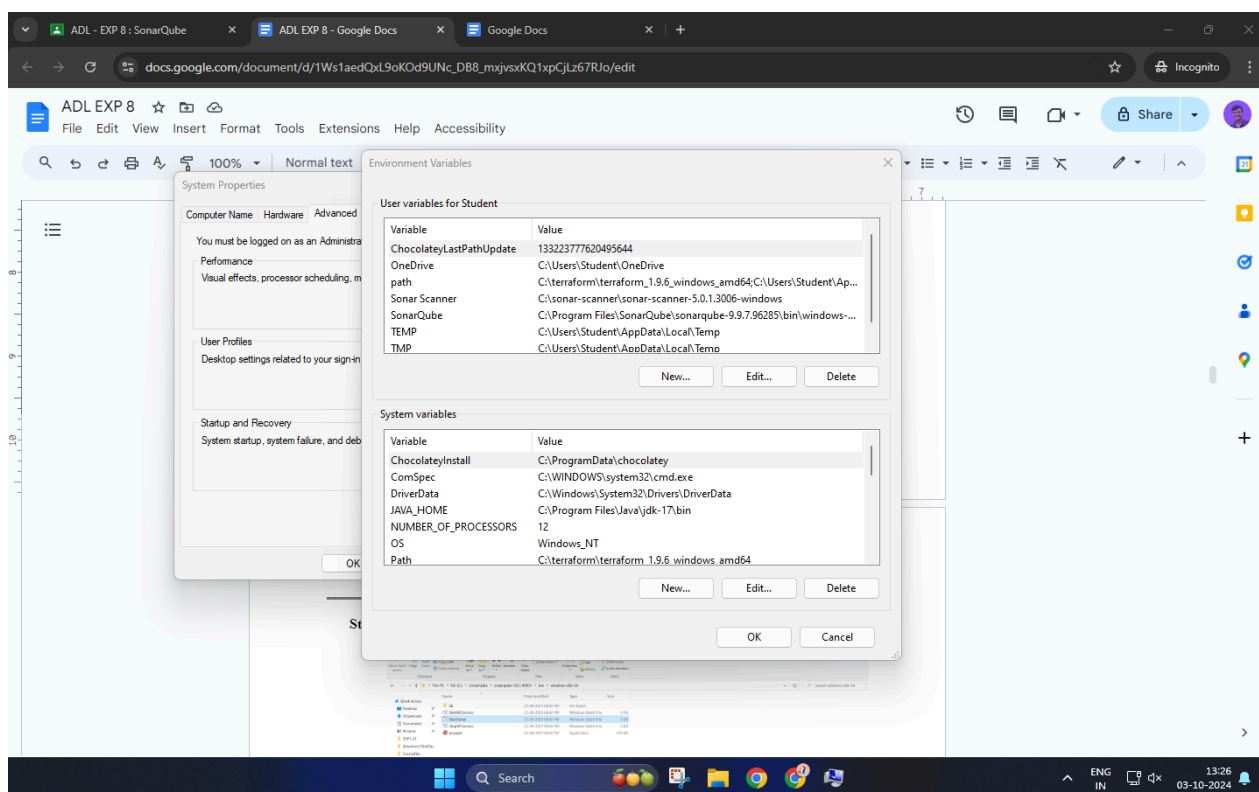 ADL - EXP 8 : SonarQube
ADL EXP 8 - Google Docs
Google Docs
docs.google.com/document/d/1Ws1aedQxL9oKOd9UNc_DB8_mxjvsxKQ1xpCjLz67RJo/edit
Incognito
ADL EXP 8
File Edit View Insert Format Tools Extensions Help Accessibility
Share
100% Normal text
31
7
8
9
10
System Properties
Computer Name Hardware Advanced
You must be logged on as an Administra
Performance
Visual effects, processor scheduling, m
User Profiles
Desktop settings related to your sign-in
Startup and Recovery
System startup, system failure, and deb
OK
Environment Variables
User variables for Student
Variable Value
ChocolateyLastPathUpdate 133223777620495644
OneDrive C:\Users\Student\OneDrive
path C:\terraform\terraform_1.9.6_windows_amd64;C:\Users\Student\Ap...
Sonar Scanner C:\sonar-scanner\sonar-scanner-5.0.1.3006-windows
SonarQube C:\Program Files\SonarQube\sonarqube-9.9.7.96285\bin\windows-...
TEMP C:\Users\Student\AppData\Local\Temp
TMP C:\Users\Student\AppData\Local\Temp
New... Edit... Delete
System variables
Variable Value
ChocolateyInstall C:\ProgramData\chocolatey
ComSpec C:\WINDOWS\system32\cmd.exe
DriverData C:\Windows\System32\Drivers\DriverData
JAVA_HOME C:\Program Files\Java\jdk-17\bin
NUMBER_OF_PROCESSORS 12
OS Windows_NT
Path C:\terraform\terraform_1.9.6_windows_amd64
New... Edit... Delete
OK Cancel
St
Search
ENG
IN
13:26
03-10-2024